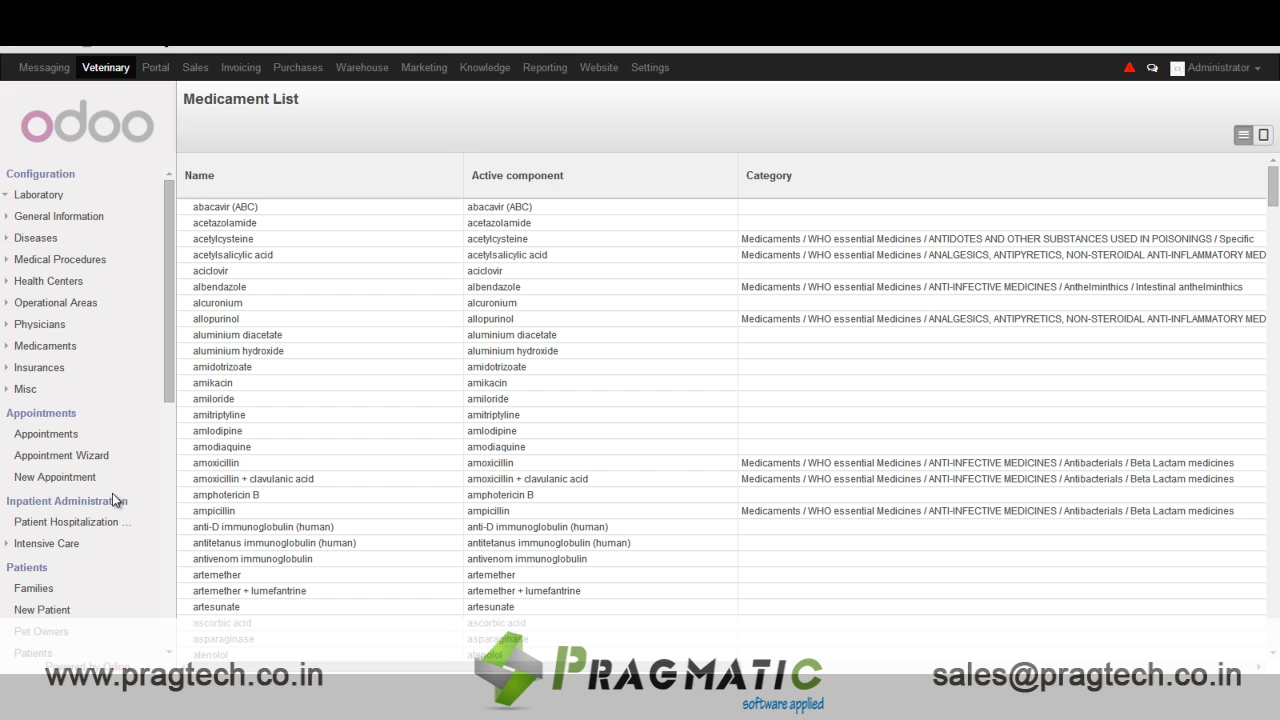 Messaging Veterinary Portal Sales Invoicing Purchases Warehouse Marketing Knowledge Reporting Website Settings Administrator
odoo
Medicament List
Configuration
Laboratory
General Information
Diseases
Medical Procedures
Health Centers
Operational Areas
Physicians
Medicaments
Insurances
Misc
Appointments
Appointments
Appointment Wizard
New Appointment
Inpatient Administration
Patient Hospitalization ...
Intensive Care
Patients
Families
New Patient
Pet Owners
Patients
Powered by Odoo
Name Active component Category
abacavir (ABC) abacavir (ABC)
acetazolamide acetazolamide
acetylcysteine acetylcysteine Medicaments / WHO essential Medicines / ANTIDOTES AND OTHER SUBSTANCES USED IN POISONINGS / Specific
acetylsalicylic acid acetylsalicylic acid Medicaments / WHO essential Medicines / ANALGESICS, ANTIPYRETICS, NON-STEROIDAL ANTI-INFLAMMATORY MED
aciclovir aciclovir
albendazole albendazole Medicaments / WHO essential Medicines / ANTI-INFECTIVE MEDICINES / Anthelminthics / Intestinal anthelminthics
alcuronium alcuronium
allopurinol allopurinol Medicaments / WHO essential Medicines / ANALGESICS, ANTIPYRETICS, NON-STEROIDAL ANTI-INFLAMMATORY MED
aluminium diacetate aluminium diacetate
aluminium hydroxide aluminium hydroxide
amidotrizoate amidotrizoate
amikacin amikacin
amiloride amiloride
amitriptyline amitriptyline
amlodipine amlodipine
amodiaquine amodiaquine
amoxicillin amoxicillin Medicaments / WHO essential Medicines / ANTI-INFECTIVE MEDICINES / Antibacterials / Beta Lactam medicines
amoxicillin + clavulanic acid amoxicillin + clavulanic acid Medicaments / WHO essential Medicines / ANTI-INFECTIVE MEDICINES / Antibacterials / Beta Lactam medicines
amphotericin B amphotericin B
ampicillin ampicillin Medicaments / WHO essential Medicines / ANTI-INFECTIVE MEDICINES / Antibacterials / Beta Lactam medicines
anti-D immunoglobulin (human) anti-D immunoglobulin (human)
antitetanus immunoglobulin (human) antitetanus immunoglobulin (human)
antivenom immunoglobulin antivenom immunoglobulin
artemether artemether
artemether + lumefantrine artemether + lumefantrine
artesunate artesunate
ascorbic acid ascorbic acid
asparaginase asparaginase
atenolol atenolol
www.pragtech.co.in PRAGMATIC sales@pragtech.co.in
software applied